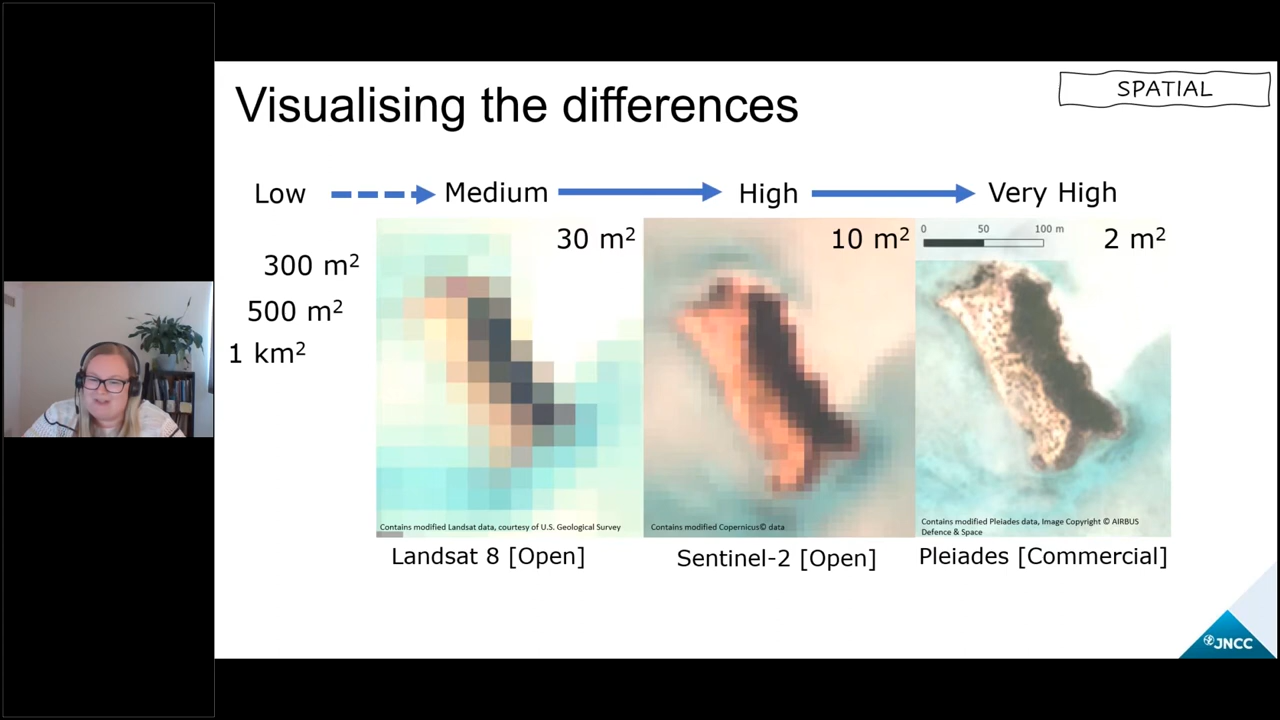 Visualising the differences
SPATIAL
Low
Medium
High
Very High
300 m²
500 m²
1 km²
30 m²
10 m²
0 50 100 m
2 m²
Contains modified Landsat data, courtesy of U.S. Geological Survey
Contains modified Copernicus© data
Contains modified Pleiades data, Image Copyright © AIRBUS
Defence & Space
Landsat 8 [Open]
Sentinel-2 [Open]
Pleiades [Commercial]
JNCC